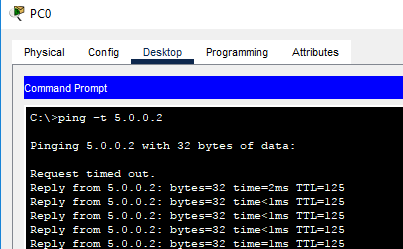 PC0
Physical Config Desktop Programming Attributes
Command Prompt
C:\>ping -t 5.0.0.2
Pinging 5.0.0.2 with 32 bytes of data:
Request timed out.
Reply from 5.0.0.2: bytes=32 time=2ms TTL=125
Reply from 5.0.0.2: bytes=32 time<1ms TTL=125
Reply from 5.0.0.2: bytes=32 time<1ms TTL=125
Reply from 5.0.0.2: bytes=32 time<1ms TTL=125
Reply from 5.0.0.2: bytes=32 time<1ms TTL=125